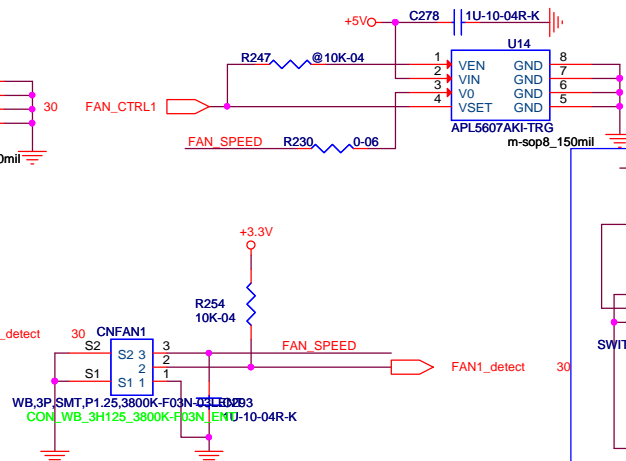 +5V
C278
1U-10-04R-K
U14
R247
@10K-04
1
VEN
GND
8
2
VIN
GND
7
3
V0
GND
6
4
VSET
GND
5
30
FAN_CTRL1
APL5607AKI-TRG
m-sop8_150mil
FAN_SPEED
R230
0-06
0mil
+3.3V
R254
10K-04
_detect
30
CNFAN1
FAN_SPEED
S2
S2
3
3
2
2
FAN1_detect
30
S1
S1
1
1
SWIT
WB,3P,SMT,P1.25,3800K-F03N-03L
CON_WB_3H125_3800K-F03N_ENT
1U-10-04R-K